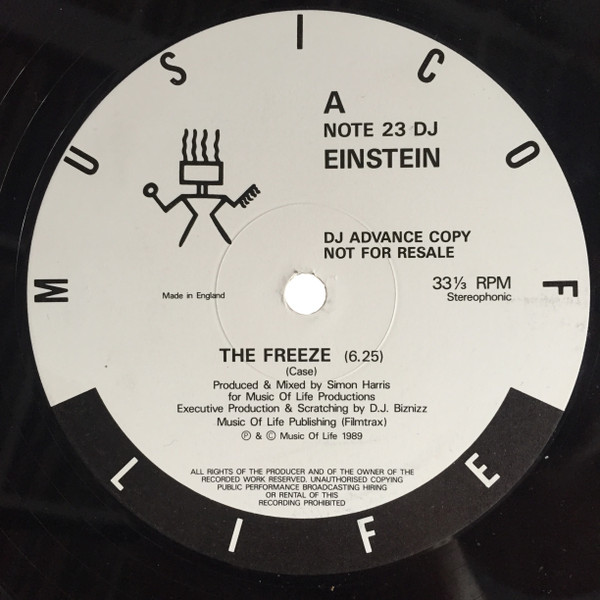 MUSIC OF LIFE
A
NOTE 23 DJ
EINSTEIN
DJ ADVANCE COPY
NOT FOR RESALE
33⅓ RPM
Stereophonic
Made in England
THE FREEZE (6.25)
(Case)
Produced & Mixed by Simon Harris
for Music Of Life Productions
Executive Production & Scratching by D.J. Biznizz
Music Of Life Publishing (Filmtrax)
Ⓟ & © Music Of Life 1989
ALL RIGHTS OF THE PRODUCER AND OF THE OWNER OF THE
RECORDED WORK RESERVED. UNAUTHORISED COPYING
PUBLIC PERFORMANCE BROADCASTING HIRING
OR RENTAL OF THIS
RECORDING PROHIBITED